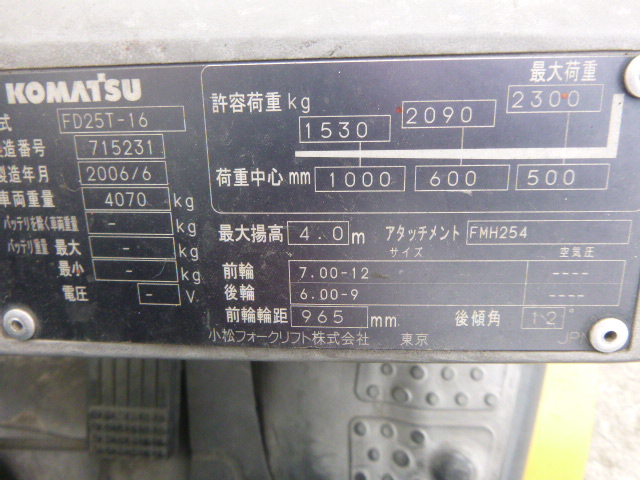 KOMATSU
式 FD25T-16
造番号 715231
製造年月 2006/6
車両重量 4070 kg
バッテリを除く車両重量 - kg
バッテリ重量 最大 - kg
最小 - kg
電圧 - V
最大荷重
許容荷重 kg 1530 2090 2300
荷重中心 mm 1000 600 500
最大揚高 4.0 m アタッチメント FMH254
サイズ 空気圧
前輪 7.00-12 ----
後輪 6.00-9 ----
前輪輪距 965 mm 後傾角 12°
小松フォークリフト株式会社 東京 JP